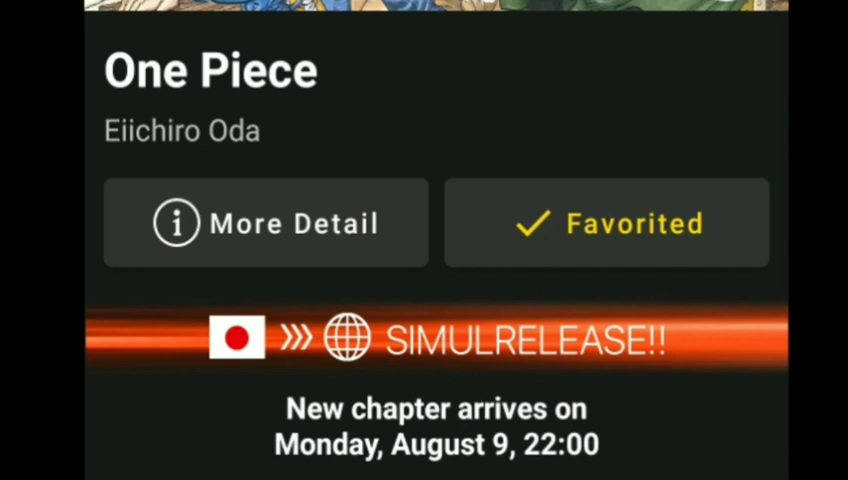 One Piece
Eiichiro Oda
More Detail
Favorited
SIMULRELEASE!!
New chapter arrives on
Monday, August 9, 22:00